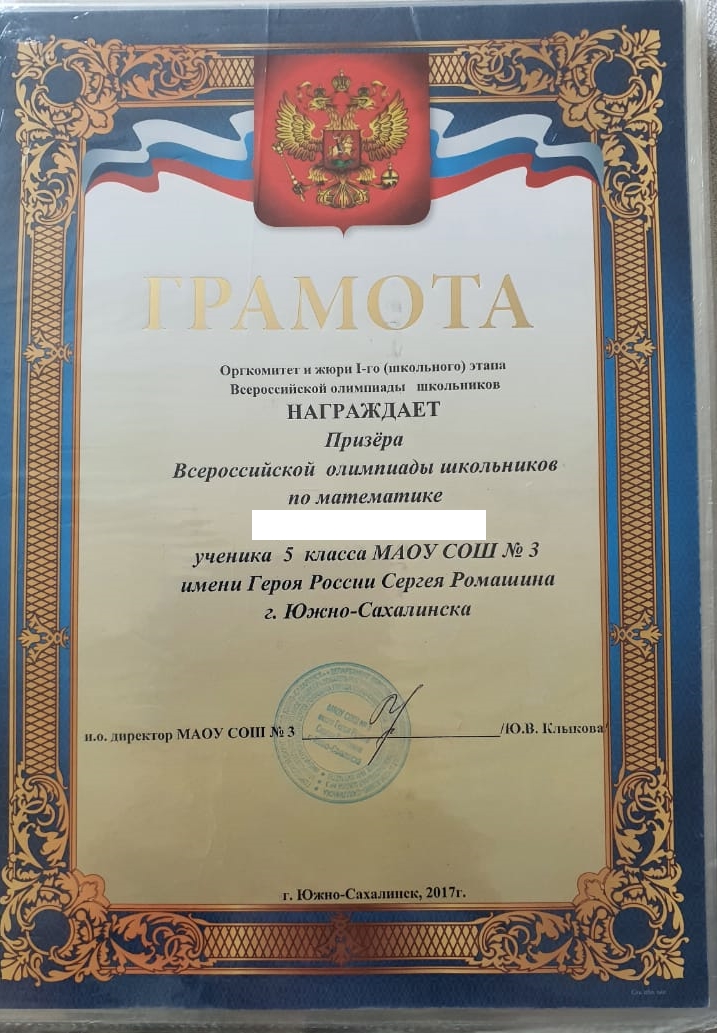 ГРАМОТА
Оргкомитет и жюри I-го (школьного) этапа
Всероссийской олимпиады школьников
НАГРАЖДАЕТ
Призёра
Всероссийской олимпиады школьников
по математике
ученика 5 класса МАОУ СОШ № 3
имени Героя России Сергея Ромашина
г. Южно-Сахалинска
и.о. директор МАОУ СОШ № 3 /Ю.В. Клыкова/
г. Южно-Сахалинск, 2017г.